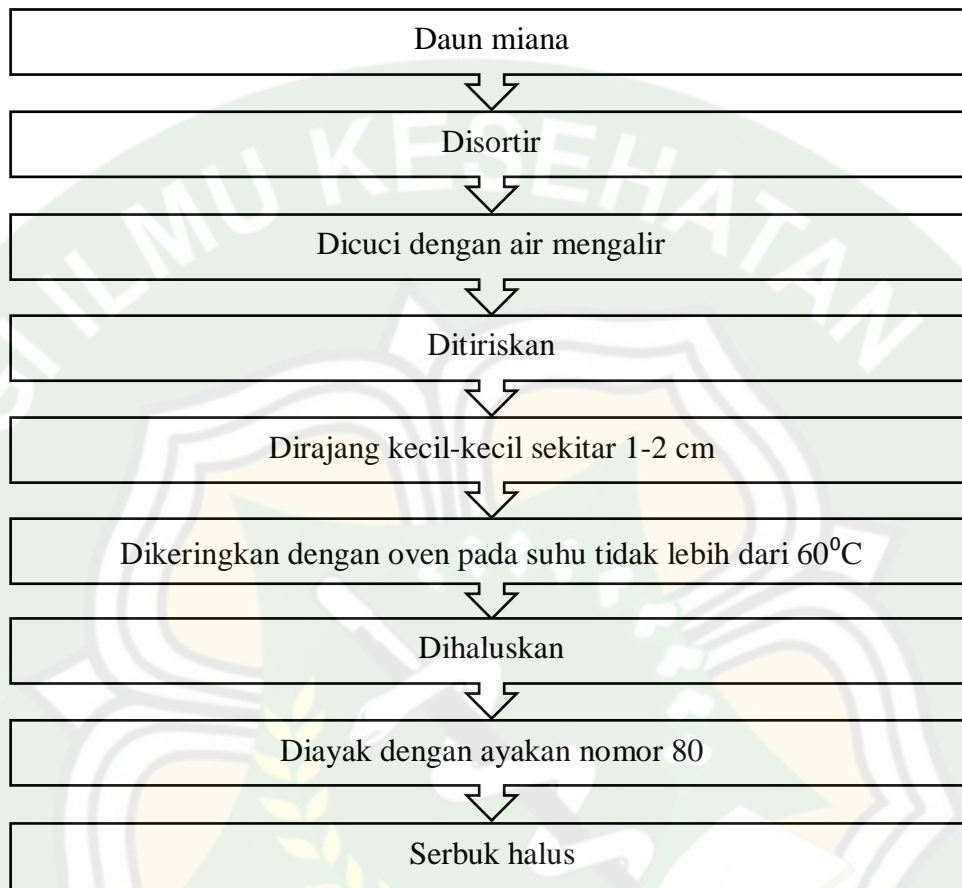 Daun miana
Disortir
Dicuci dengan air mengalir
Ditiriskan
Dirajang kecil-kecil sekitar 1-2 cm
Dikeringkan dengan oven pada suhu tidak lebih dari 60⁰C
Dihaluskan
Diayak dengan ayakan nomor 80
Serbuk halus
ILMU KESEHATAN